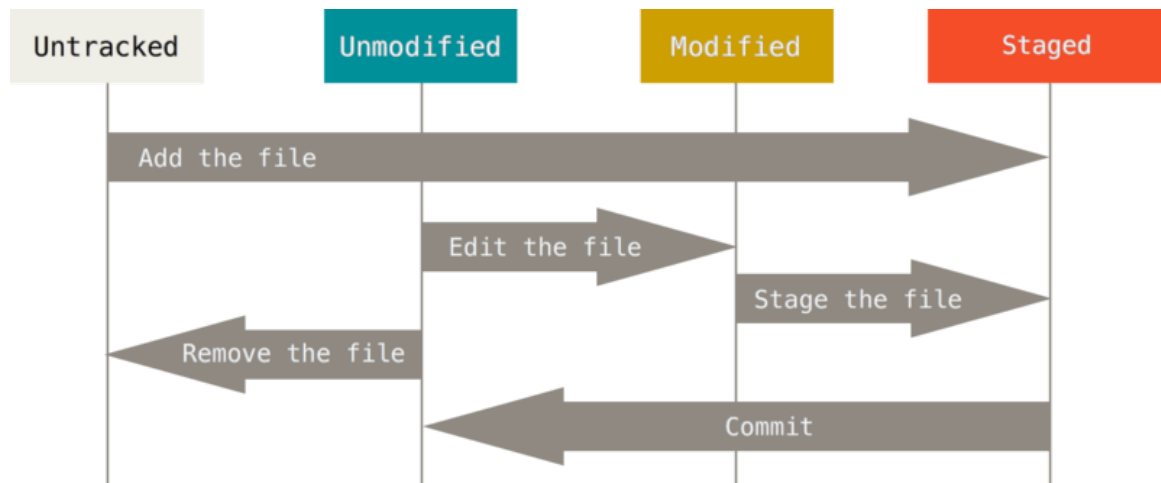 Untracked
Unmodified
Modified
Staged
Add the file
Edit the file
Stage the file
Remove the file
Commit